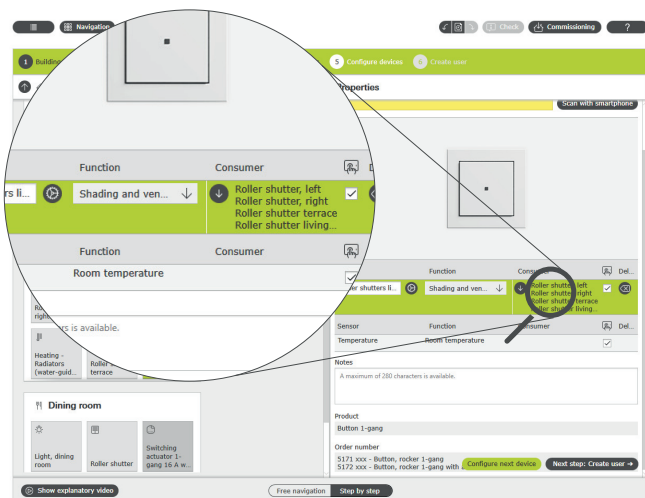 Navigation
Check
Commissioning
?
1 Building
5 Configure devices
6 Create user
Properties
Scan with smartphone
Function
Consumer
rs li...
Shading and ven...
Roller shutter, left
Roller shutter, right
Roller shutter terrace
Roller shutter living...
Function
Consumer
Room temperature
rs is available.
Function
Consumer
Del...
er shutters li...
Shading and ven...
Roller shutter, left
Roller shutter, right
Roller shutter terrace
Roller shutter living...
Sensor
Function
Consumer
Del...
Temperature
Room temperature
Notes
A maximum of 280 characters is available.
Product
Button 1-gang
Order number
5171 xxx - Button, rocker 1-gang
5172 xxx - Button, rocker 1-gang with
Configure next device
Next step: Create user
right
Heating -
Radiators
(water-guid...
Roller
terrace
Dining room
Light, dining
room
Roller shutter
Switching
actuator 1-
gang 16 A w...
Show explanatory video
Free navigation
Step by step